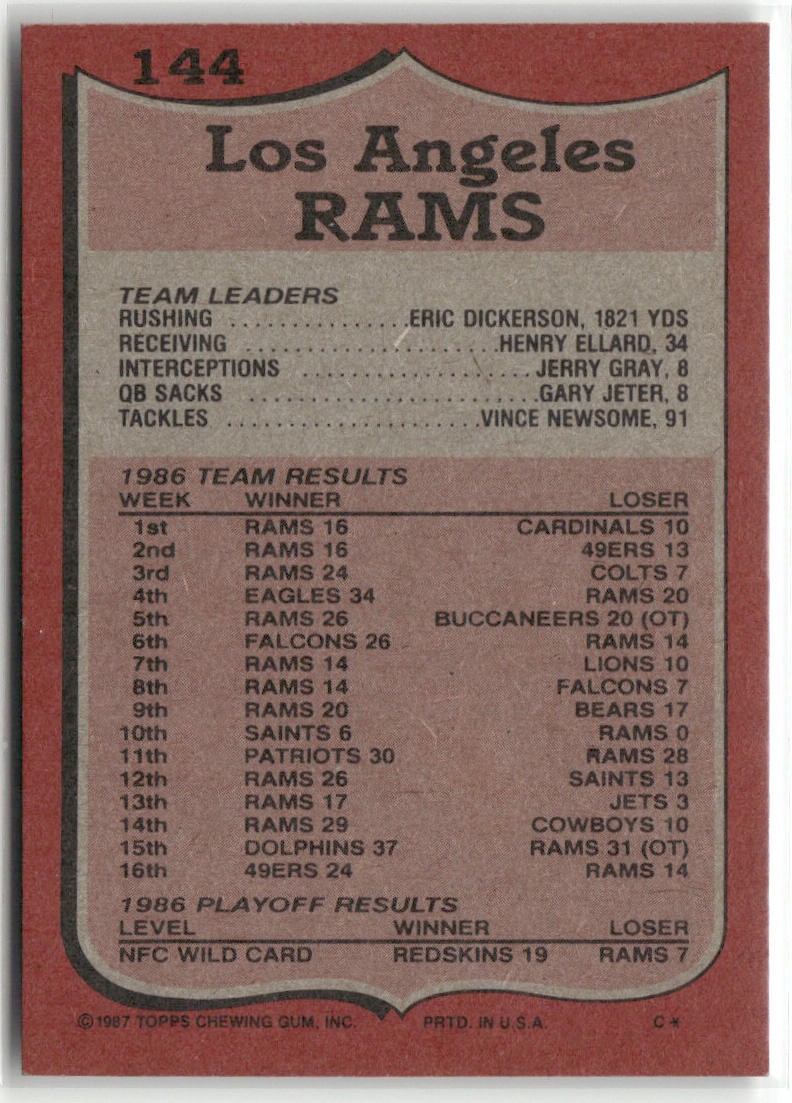 144
Los Angeles
RAMS
TEAM LEADERS
RUSHING ..............ERIC DICKERSON, 1821 YDS
RECEIVING ......................HENRY ELLARD, 34
INTERCEPTIONS ....................JERRY GRAY, 8
QB SACKS .........................GARY JETER, 8
TACKLES ......................VINCE NEWSOME, 91
1986 TEAM RESULTS
WEEK WINNER LOSER
1st RAMS 16 CARDINALS 10
2nd RAMS 16 49ERS 13
3rd RAMS 24 COLTS 7
4th EAGLES 34 RAMS 20
5th RAMS 26 BUCCANEERS 20 (OT)
6th FALCONS 26 RAMS 14
7th RAMS 14 LIONS 10
8th RAMS 14 FALCONS 7
9th RAMS 20 BEARS 17
10th SAINTS 6 RAMS 0
11th PATRIOTS 30 RAMS 28
12th RAMS 26 SAINTS 13
13th RAMS 17 JETS 3
14th RAMS 29 COWBOYS 10
15th DOLPHINS 37 RAMS 31 (OT)
16th 49ERS 24 RAMS 14
1986 PLAYOFF RESULTS
LEVEL WINNER LOSER
NFC WILD CARD REDSKINS 19 RAMS 7
©1987 TOPPS CHEWING GUM, INC. PRTD. IN U.S.A. C*